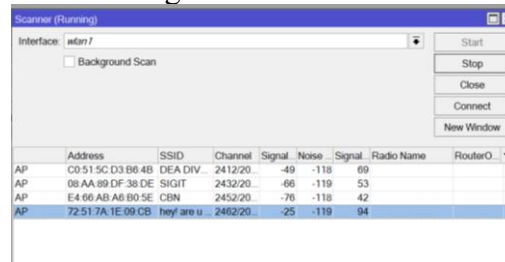 Scanner (Running)
Interface: wlan1
Start
Background Scan
Stop
Close
Connect
New Window
Address SSID Channel Signal... Noise ... Signal... Radio Name RouterO...
AP C0:51:5C:D3:B6:4B DEA DIV... 2412/20... -49 -118 69
AP 08:AA:89:DF:38:DE SIGIT 2432/20... -66 -119 53
AP E4:66:AB:A6:B0:5E CBN 2452/20... -76 -118 42
AP 72:51:7A:1E:09:CB hey! are u ... 2462/20... -25 -119 94